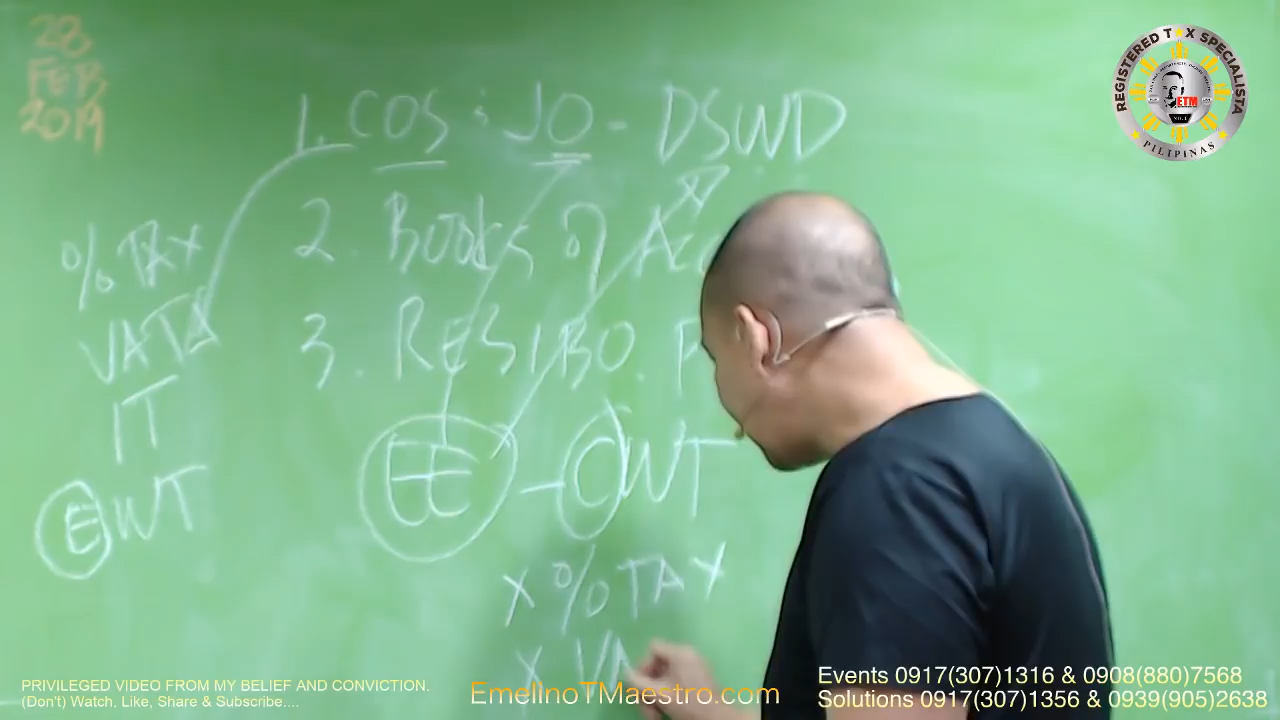 28
FEB
2019
REGISTERED TAX SPECIALISTA
ETM
PILIPINAS
1. COS ; JO - DSWD
2. Books of Acc
3. RESIBO. P
% TAX
VAT
IT
EWT
EE - CWT
X % TAX
X VA
PRIVILEGED VIDEO FROM MY BELIEF AND CONVICTION.
(Don't) Watch, Like, Share & Subscribe....
EmelinoTMaestro.com
Events 0917(307)1316 & 0908(880)7568
Solutions 0917(307)1356 & 0939(905)2638